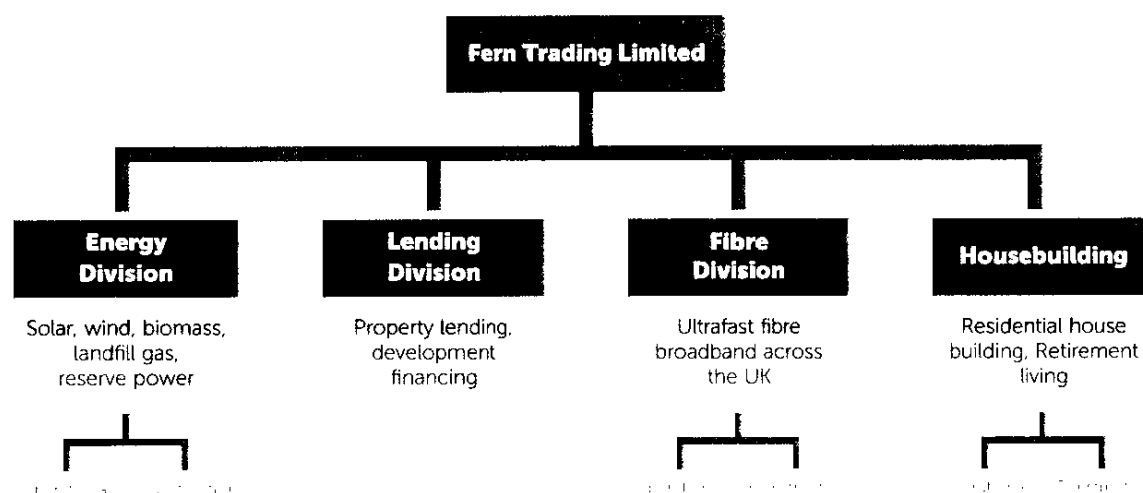 Fern Trading Limited
Energy
Division
Solar, wind, biomass,
landfill gas,
reserve power
Lending
Division
Property lending,
development
financing
Fibre
Division
Ultrafast fibre
broadband across
the UK
Housebuilding
Residential house
building, Retirement
living